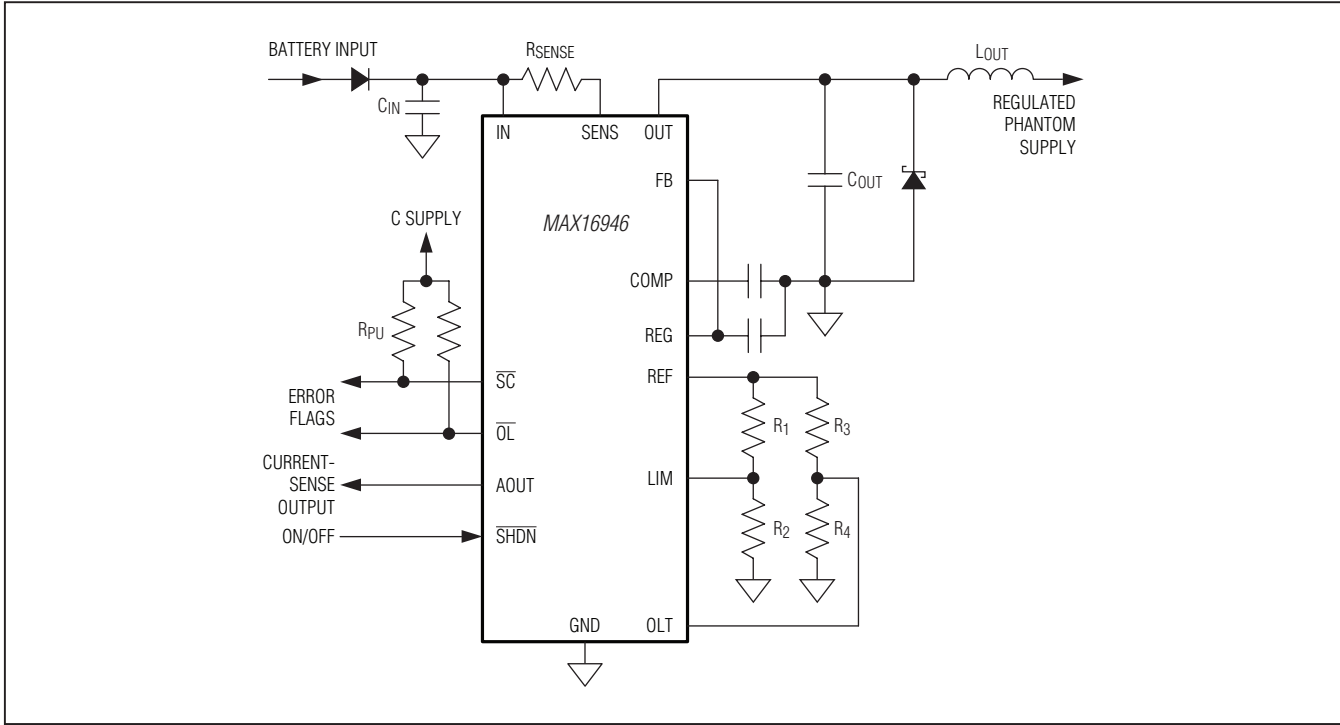 BATTERY INPUT
RSENSE
LOUT
CIN
REGULATED
PHANTOM
SUPPLY
IN
SENS
OUT
FB
COUT
C SUPPLY
MAX16946
COMP
RPU
REG
SC
REF
ERROR
FLAGS
R1
R3
OL
CURRENT-
SENSE
OUTPUT
AOUT
LIM
ON/OFF
SHDN
R2
R4
GND
OLT